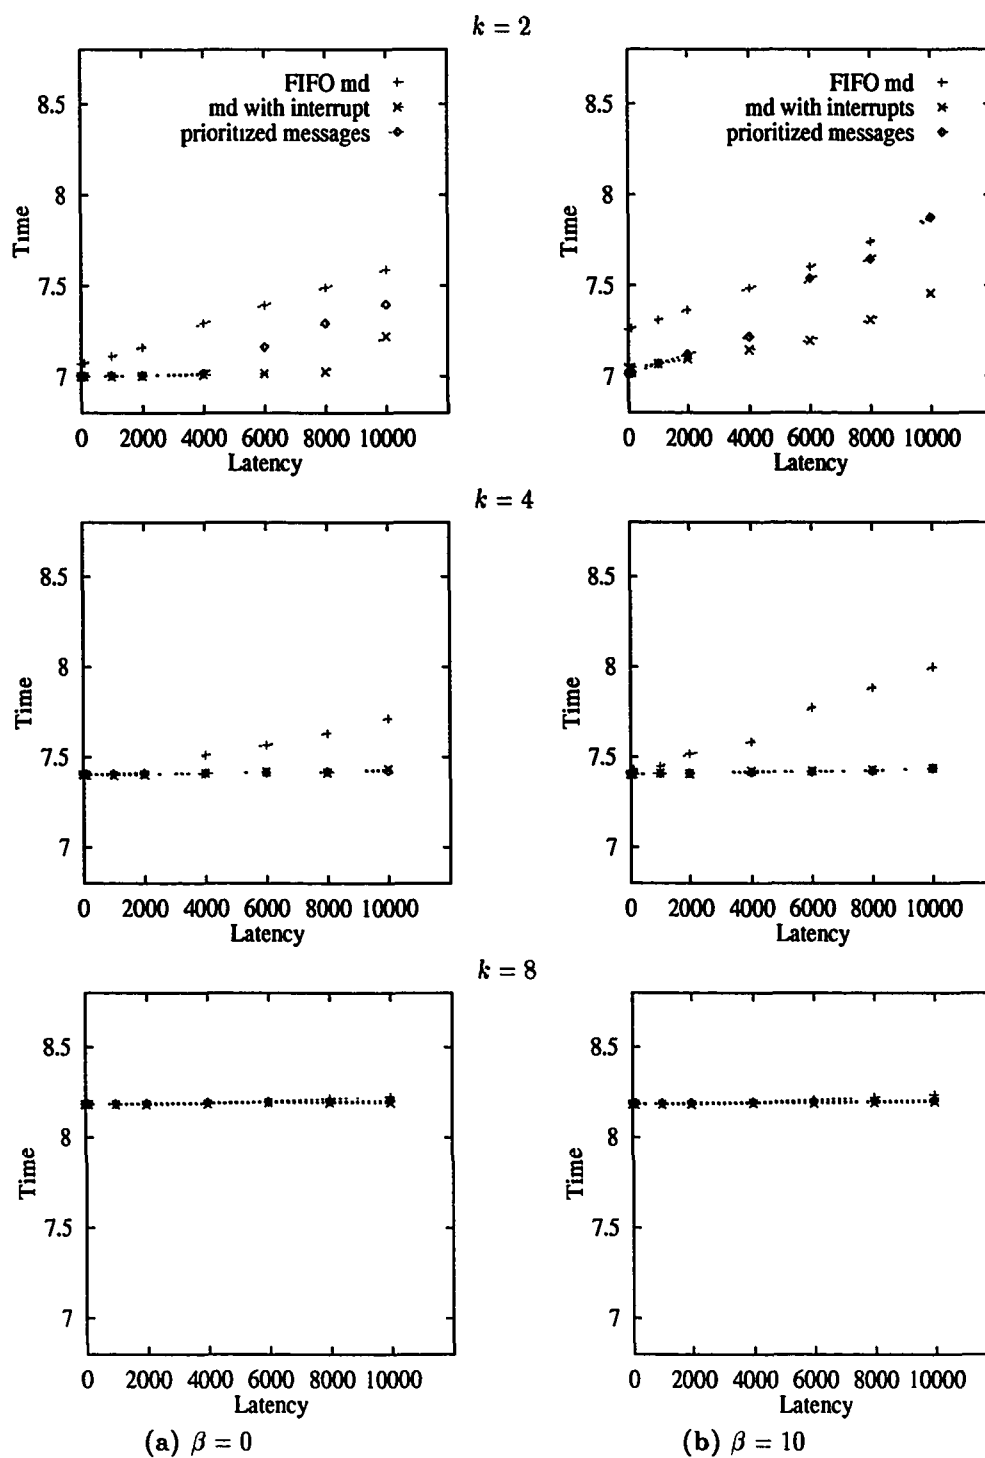 k = 2
8.5
8
7.5
7
Time
FIFO md
md with interrupt
prioritized messages
0 2000 4000 6000 8000 10000
Latency
8.5
8
7.5
7
Time
FIFO md
md with interrupts
prioritized messages
0 2000 4000 6000 8000 10000
Latency
k = 4
8.5
8
7.5
7
Time
0 2000 4000 6000 8000 10000
Latency
8.5
8
7.5
7
Time
0 2000 4000 6000 8000 10000
Latency
k = 8
8.5
8
7.5
7
Time
0 2000 4000 6000 8000 10000
Latency
(a) β = 0
8.5
8
7.5
7
Time
0 2000 4000 6000 8000 10000
Latency
(b) β = 10